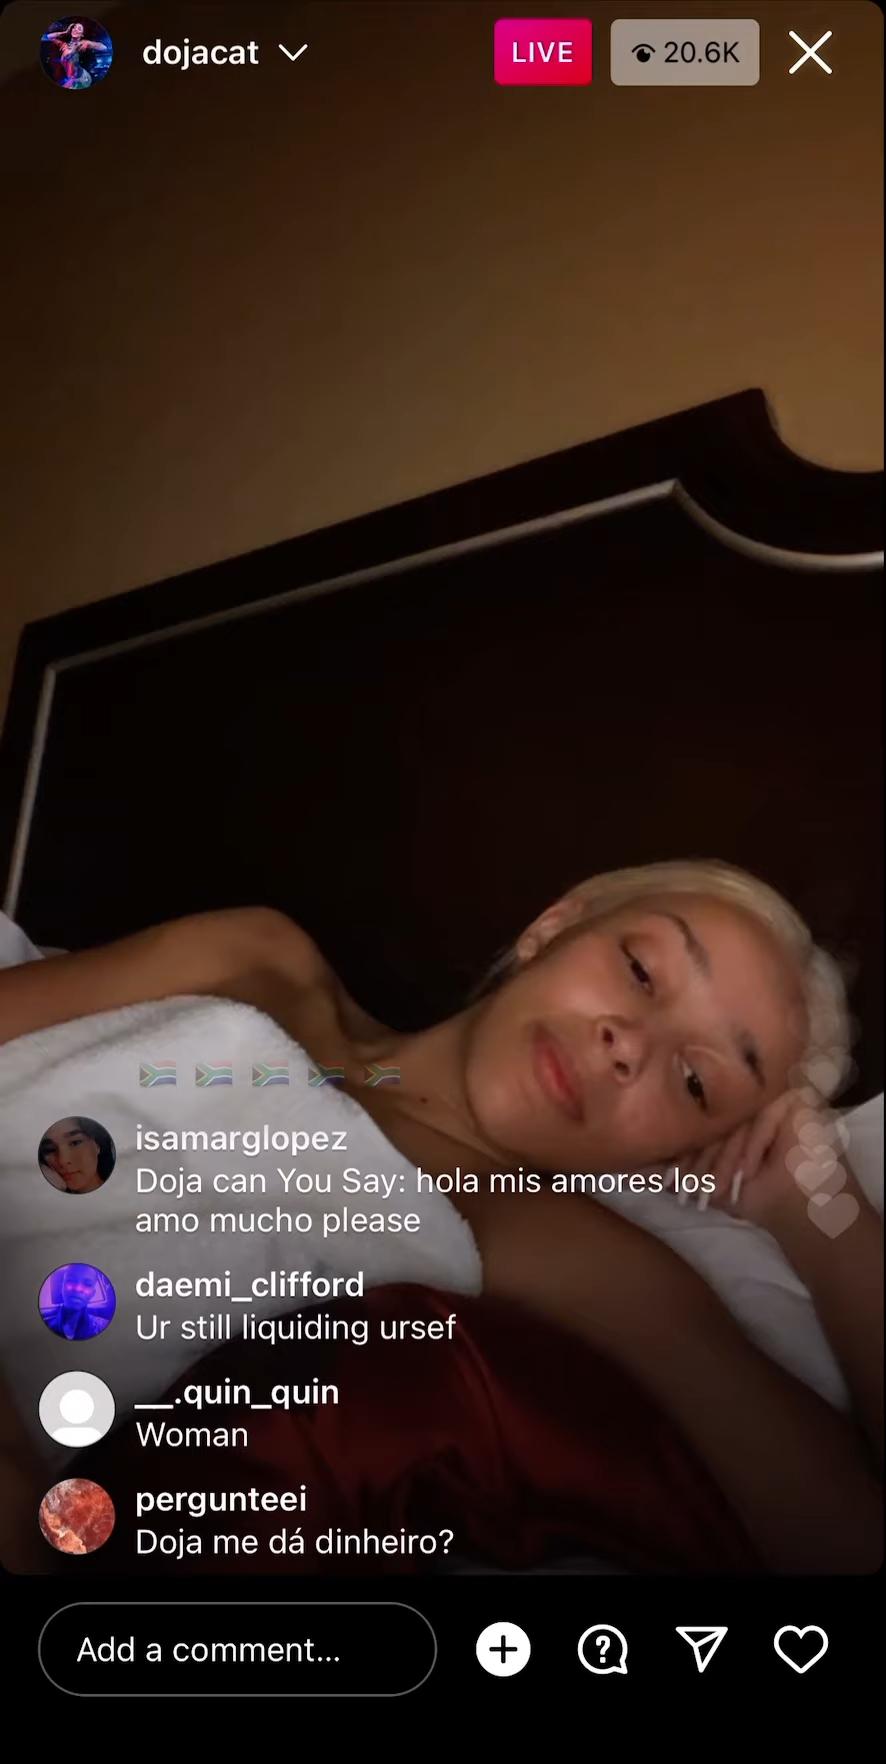 dojacat
LIVE
20.6K
isamarglopez
Doja can You Say: hola mis amores los
amo mucho please
daemi_clifford
Ur still liquiding ursef
__.quin_quin
Woman
pergunteei
Doja me dá dinheiro?
Add a comment...